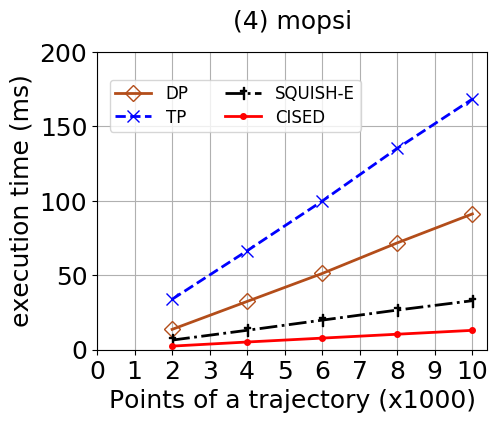 (4) mopsi
execution time (ms)
200
150
100
50
0
DP
TP
SQUISH-E
CISED
0 1 2 3 4 5 6 7 8 9 10
Points of a trajectory (x1000)